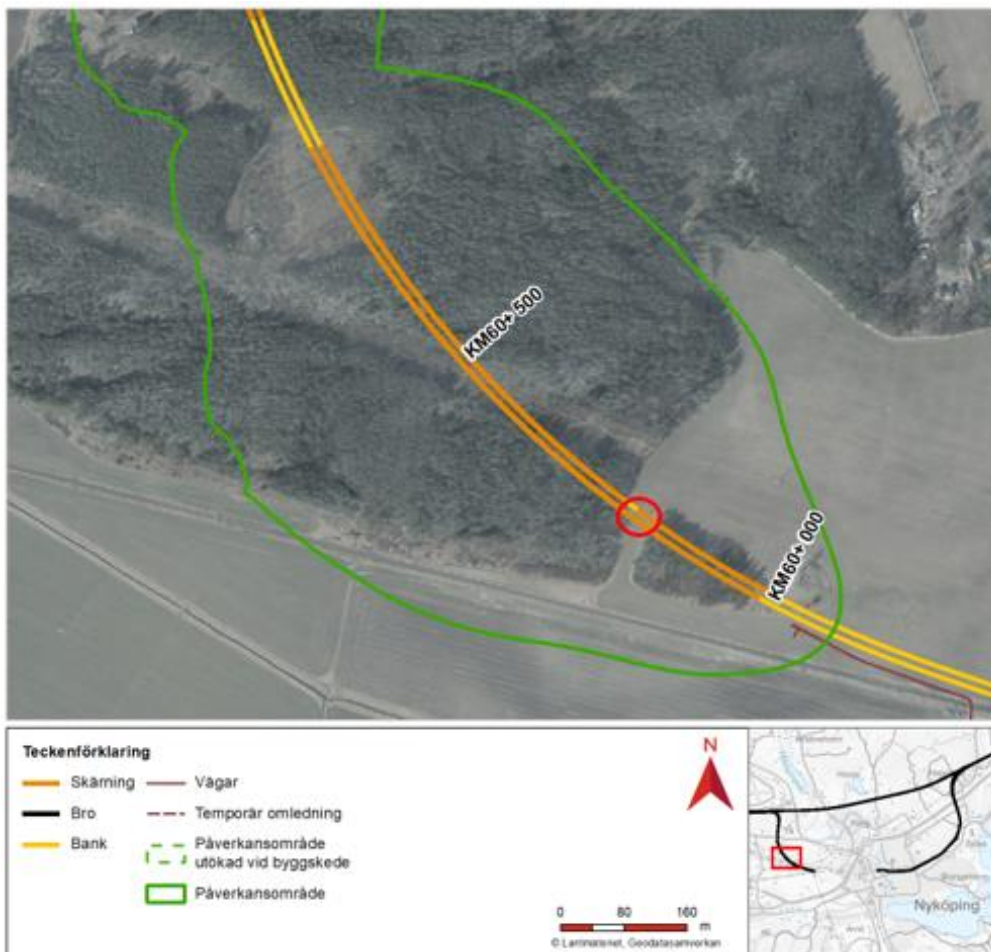 KM60+ 500
KM60+ 000
Teckenförklaring
Skärning
Bro
Bank
Vägar
Temporär omledning
Påverkansområde
utökad vid byggskede
Påverkansområde
N
0 80 160
m
© Lantmäteriet, Geodatasamverkan
Nyköping